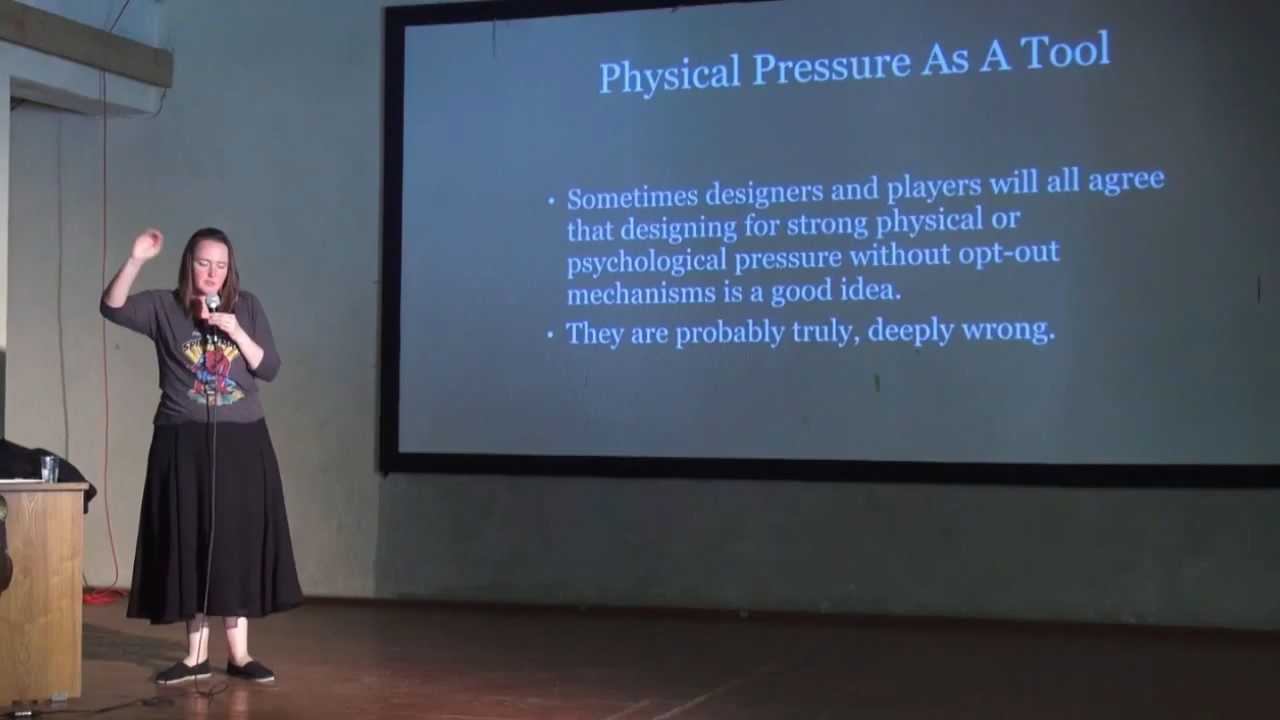 Physical Pressure As A Tool
• Sometimes designers and players will all agree
that designing for strong physical or
psychological pressure without opt-out
mechanisms is a good idea.
• They are probably truly, deeply wrong.